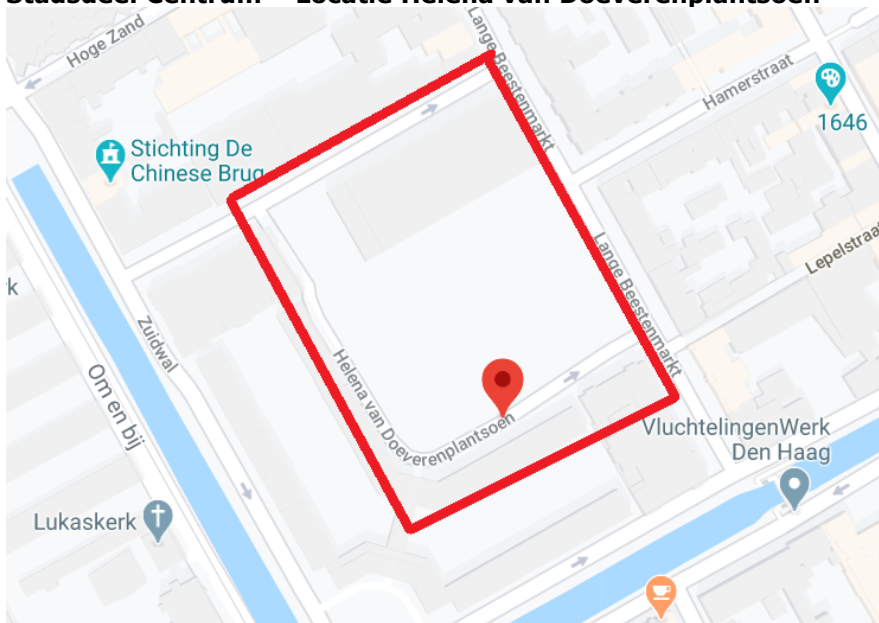 Stadsdeel Centrum – Locatie Helena van Doeverenplantsoen
Hoge Zand
Lange Beestenmarkt
Hamerstraat
1646
Stichting De
Chinese Brug
Lange Beestenmarkt
Lepelstraat
k
Zuidwal
Om en bij
Helena van Doeverenplantsoen
VluchtelingenWerk
Den Haag
Lukaskerk